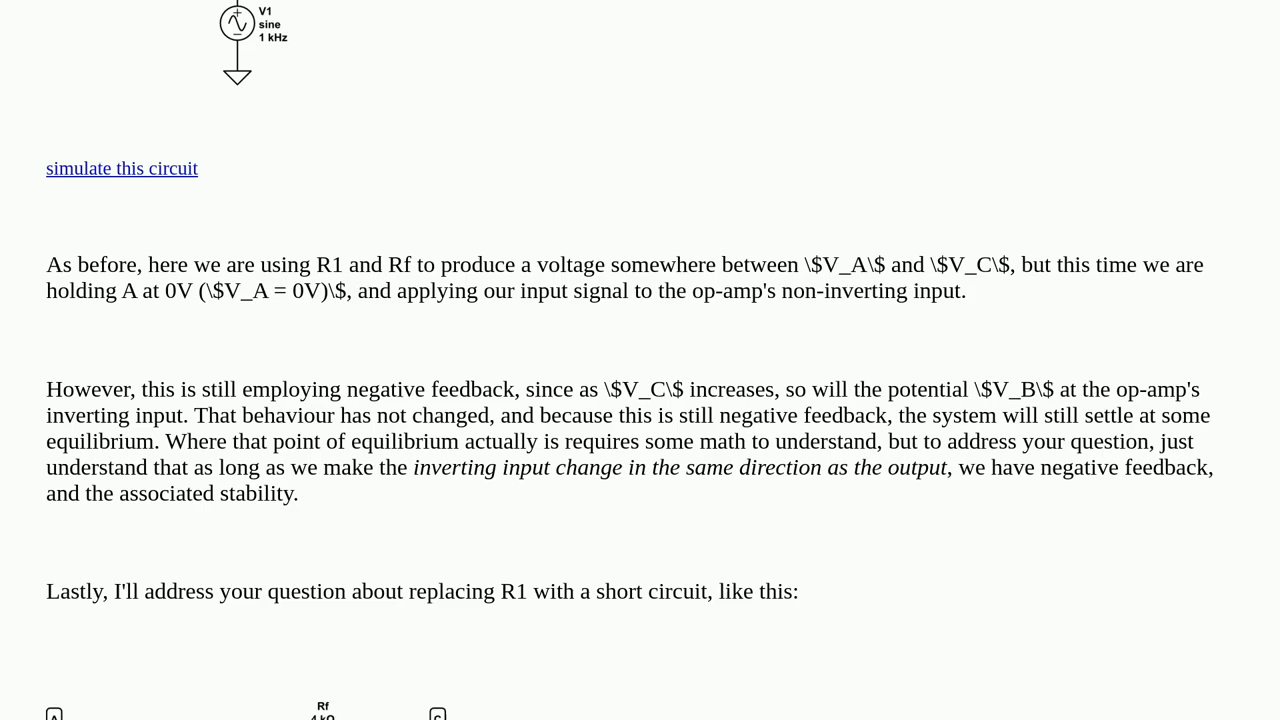 V1
sine
1 kHz
simulate this circuit
As before, here we are using R1 and Rf to produce a voltage somewhere between \$V_A\$ and \$V_C\$, but this time we are
holding A at 0V (\$V_A = 0V)\$, and applying our input signal to the op-amp's non-inverting input.
However, this is still employing negative feedback, since as \$V_C\$ increases, so will the potential \$V_B\$ at the op-amp's
inverting input. That behaviour has not changed, and because this is still negative feedback, the system will still settle at some
equilibrium. Where that point of equilibrium actually is requires some math to understand, but to address your question, just
understand that as long as we make the inverting input change in the same direction as the output, we have negative feedback,
and the associated stability.
Lastly, I'll address your question about replacing R1 with a short circuit, like this:
Rf
A 4 kΩ C